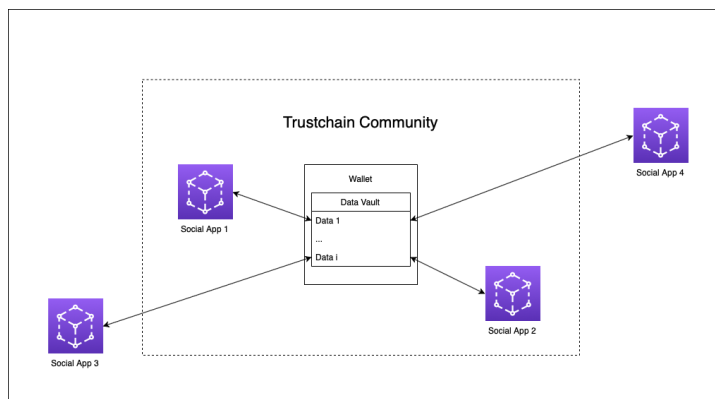 Trustchain Community
Social App 4
Wallet
Data Vault
Data 1
...
Data i
Social App 1
Social App 2
Social App 3